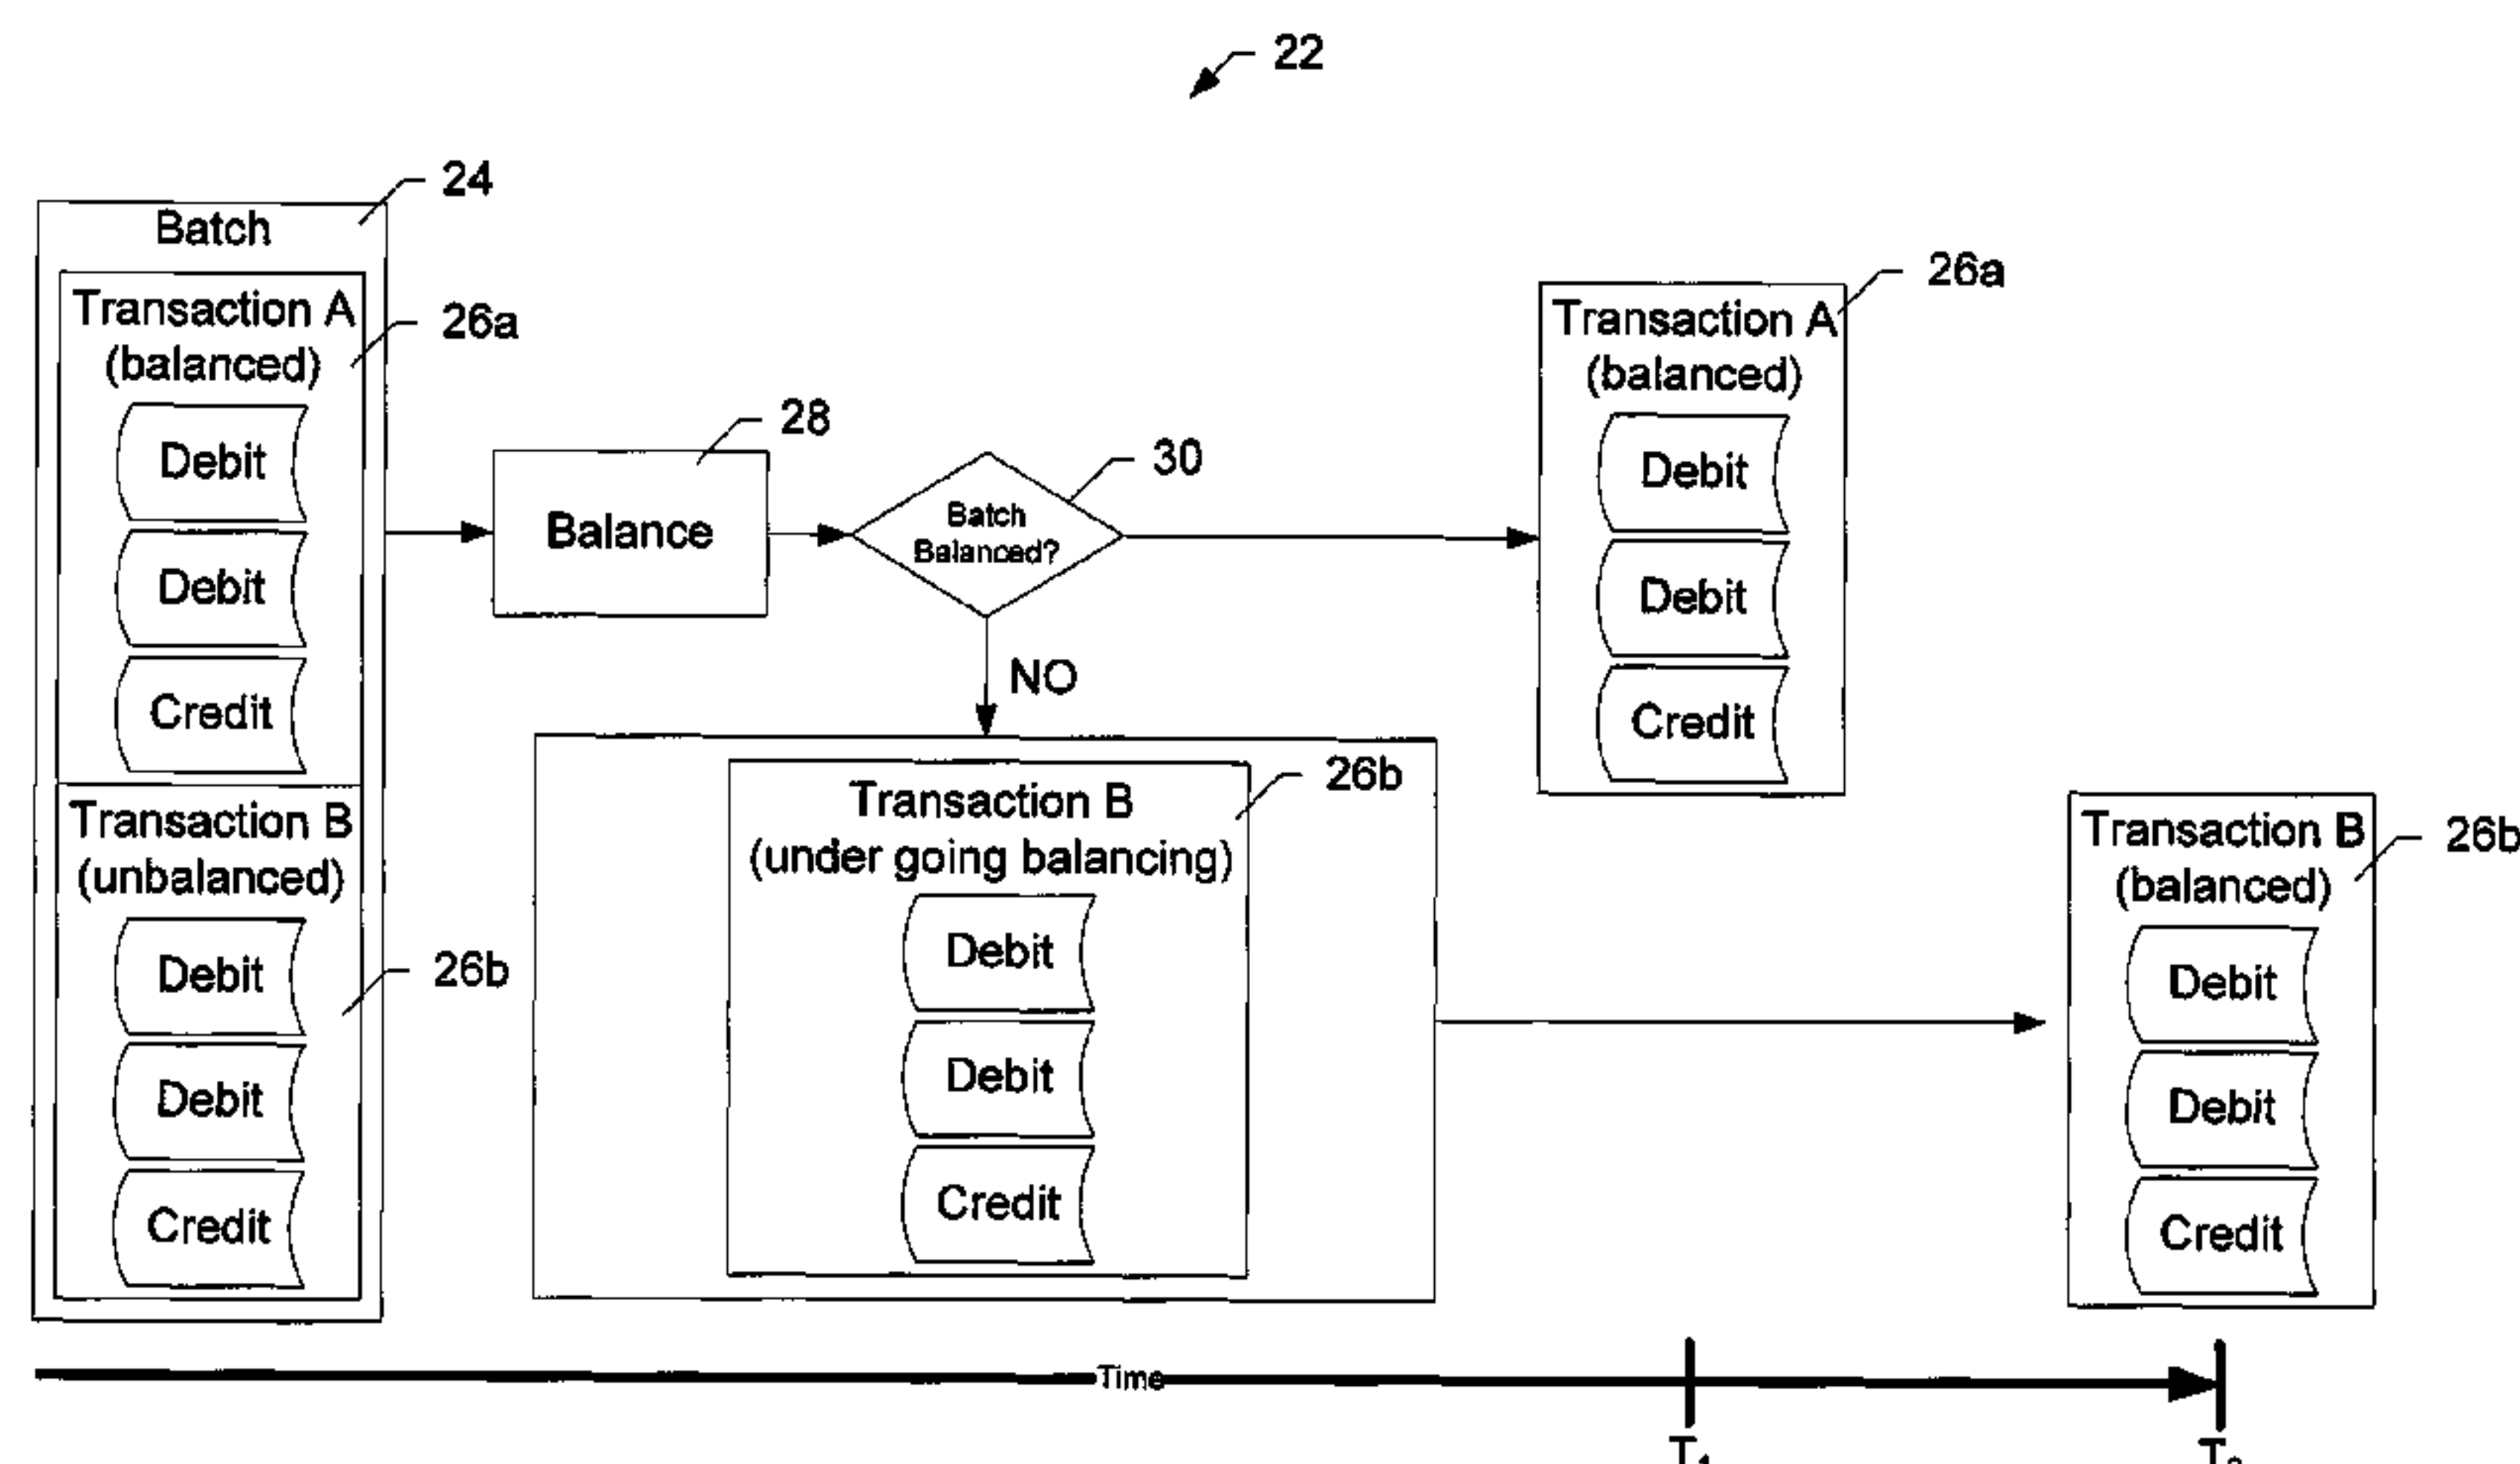 22
24
Batch
Transaction A
(balanced)
26a
Debit
Debit
Credit
Transaction B
(unbalanced)
26b
Debit
Debit
Credit
28
Balance
30
Batch
Balanced?
NO
Transaction B
(under going balancing)
26b
Debit
Debit
Credit
26a
Transaction A
(balanced)
Debit
Debit
Credit
Transaction B
(balanced)
26b
Debit
Debit
Credit
Time
T₁
T₂